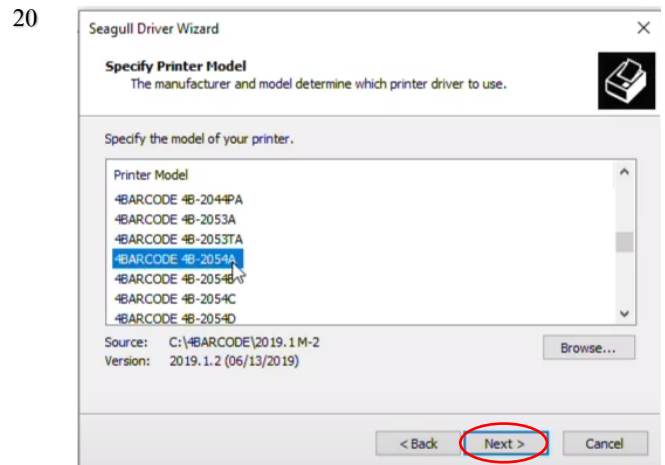 20
Seagull Driver Wizard
Specify Printer Model
The manufacturer and model determine which printer driver to use.
Specify the model of your printer.
Printer Model
4BARCODE 4B-2044PA
4BARCODE 4B-2053A
4BARCODE 4B-2053TA
4BARCODE 4B-2054A
4BARCODE 4B-2054B
4BARCODE 4B-2054C
4BARCODE 4B-2054D
Source: C:\4BARCODE\2019.1 M-2
Browse...
Version: 2019.1.2 (06/13/2019)
< Back Next > Cancel